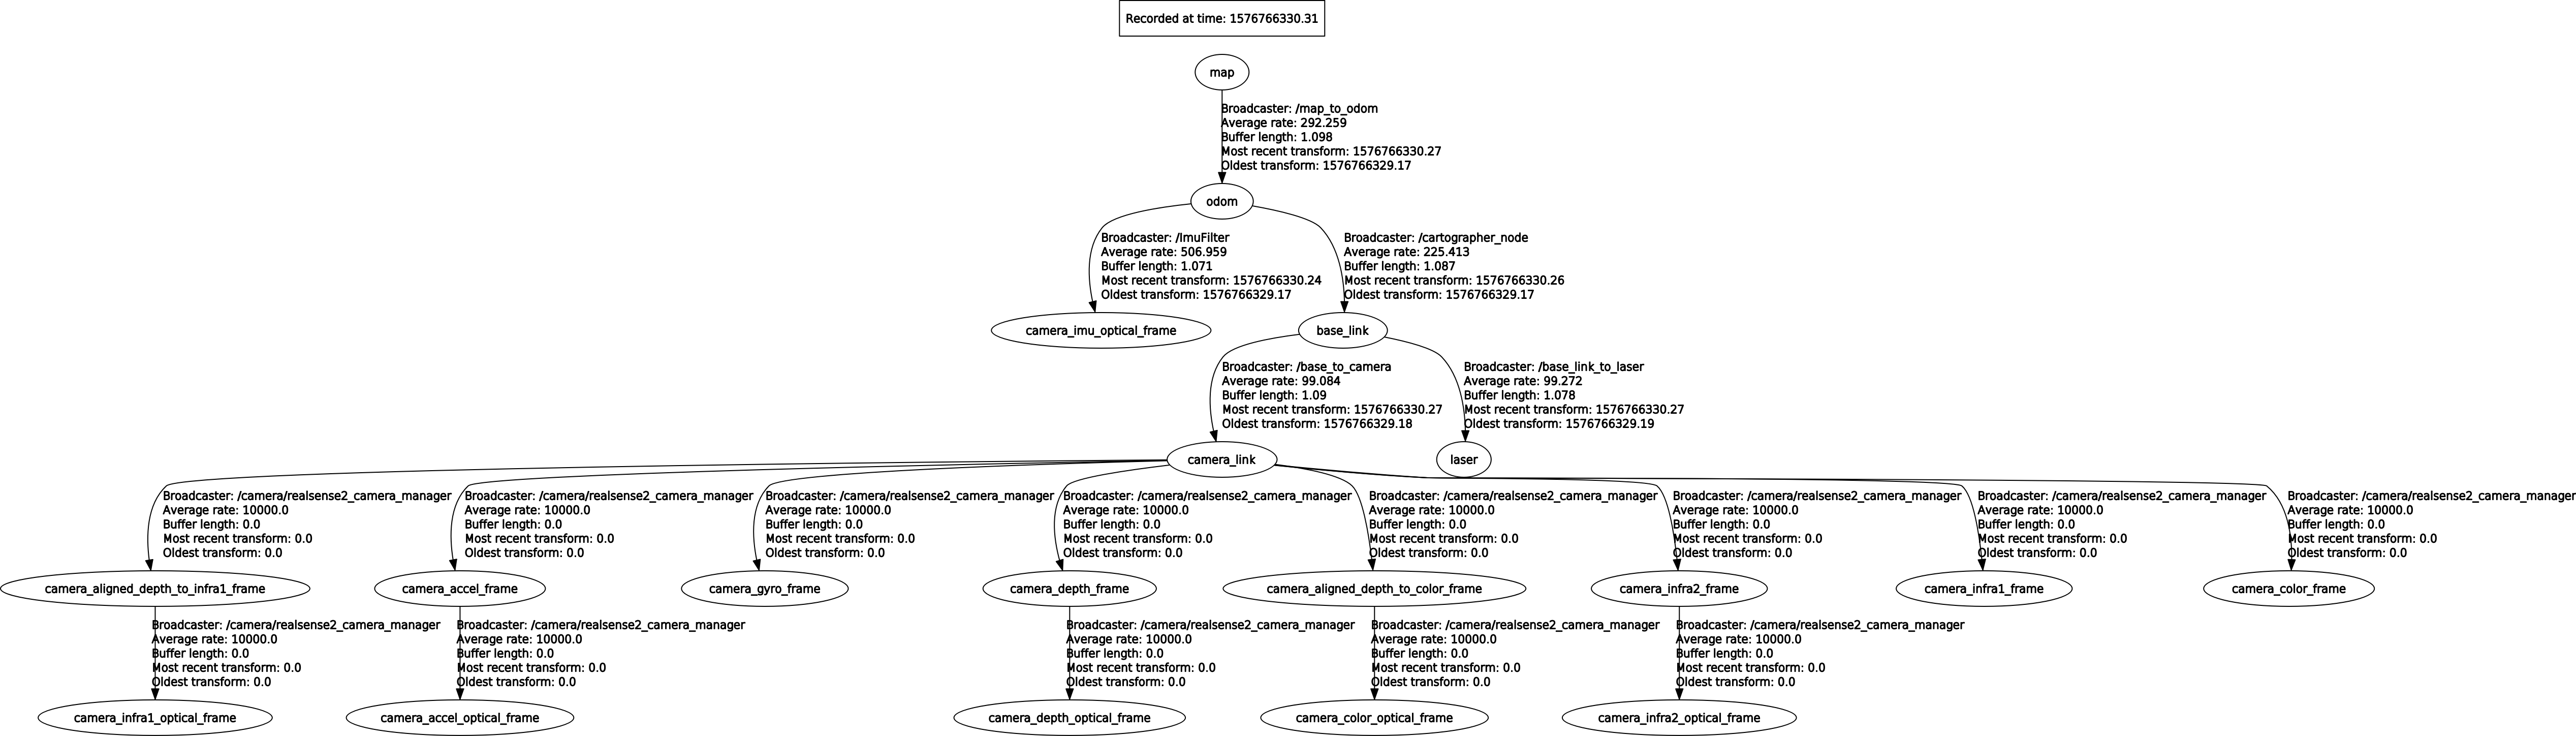 Recorded at time: 1576766330.31
map
Broadcaster: /map_to_odom
Average rate: 292.259
Buffer length: 1.098
Most recent transform: 1576766330.27
Oldest transform: 1576766329.17
odom
Broadcaster: /ImuFilter
Average rate: 506.959
Buffer length: 1.071
Most recent transform: 1576766330.24
Oldest transform: 1576766329.17
Broadcaster: /cartographer_node
Average rate: 225.413
Buffer length: 1.087
Most recent transform: 1576766330.26
Oldest transform: 1576766329.17
camera_imu_optical_frame
base_link
Broadcaster: /base_to_camera
Average rate: 99.084
Buffer length: 1.09
Most recent transform: 1576766330.27
Oldest transform: 1576766329.18
Broadcaster: /base_link_to_laser
Average rate: 99.272
Buffer length: 1.078
Most recent transform: 1576766330.27
Oldest transform: 1576766329.19
camera_link
laser
Broadcaster: /camera/realsense2_camera_manager
Average rate: 10000.0
Buffer length: 0.0
Most recent transform: 0.0
Oldest transform: 0.0
Broadcaster: /camera/realsense2_camera_manager
Average rate: 10000.0
Buffer length: 0.0
Most recent transform: 0.0
Oldest transform: 0.0
Broadcaster: /camera/realsense2_camera_manager
Average rate: 10000.0
Buffer length: 0.0
Most recent transform: 0.0
Oldest transform: 0.0
Broadcaster: /camera/realsense2_camera_manager
Average rate: 10000.0
Buffer length: 0.0
Most recent transform: 0.0
Oldest transform: 0.0
Broadcaster: /camera/realsense2_camera_manager
Average rate: 10000.0
Buffer length: 0.0
Most recent transform: 0.0
Oldest transform: 0.0
Broadcaster: /camera/realsense2_camera_manager
Average rate: 10000.0
Buffer length: 0.0
Most recent transform: 0.0
Oldest transform: 0.0
Broadcaster: /camera/realsense2_camera_manager
Average rate: 10000.0
Buffer length: 0.0
Most recent transform: 0.0
Oldest transform: 0.0
Broadcaster: /camera/realsense2_camera_manager
Average rate: 10000.0
Buffer length: 0.0
Most recent transform: 0.0
Oldest transform: 0.0
camera_aligned_depth_to_infra1_frame
camera_accel_frame
camera_gyro_frame
camera_depth_frame
camera_aligned_depth_to_color_frame
camera_infra2_frame
camera_infra1_frame
camera_color_frame
Broadcaster: /camera/realsense2_camera_manager
Average rate: 10000.0
Buffer length: 0.0
Most recent transform: 0.0
Oldest transform: 0.0
Broadcaster: /camera/realsense2_camera_manager
Average rate: 10000.0
Buffer length: 0.0
Most recent transform: 0.0
Oldest transform: 0.0
Broadcaster: /camera/realsense2_camera_manager
Average rate: 10000.0
Buffer length: 0.0
Most recent transform: 0.0
Oldest transform: 0.0
Broadcaster: /camera/realsense2_camera_manager
Average rate: 10000.0
Buffer length: 0.0
Most recent transform: 0.0
Oldest transform: 0.0
Broadcaster: /camera/realsense2_camera_manager
Average rate: 10000.0
Buffer length: 0.0
Most recent transform: 0.0
Oldest transform: 0.0
camera_infra1_optical_frame
camera_accel_optical_frame
camera_depth_optical_frame
camera_color_optical_frame
camera_infra2_optical_frame